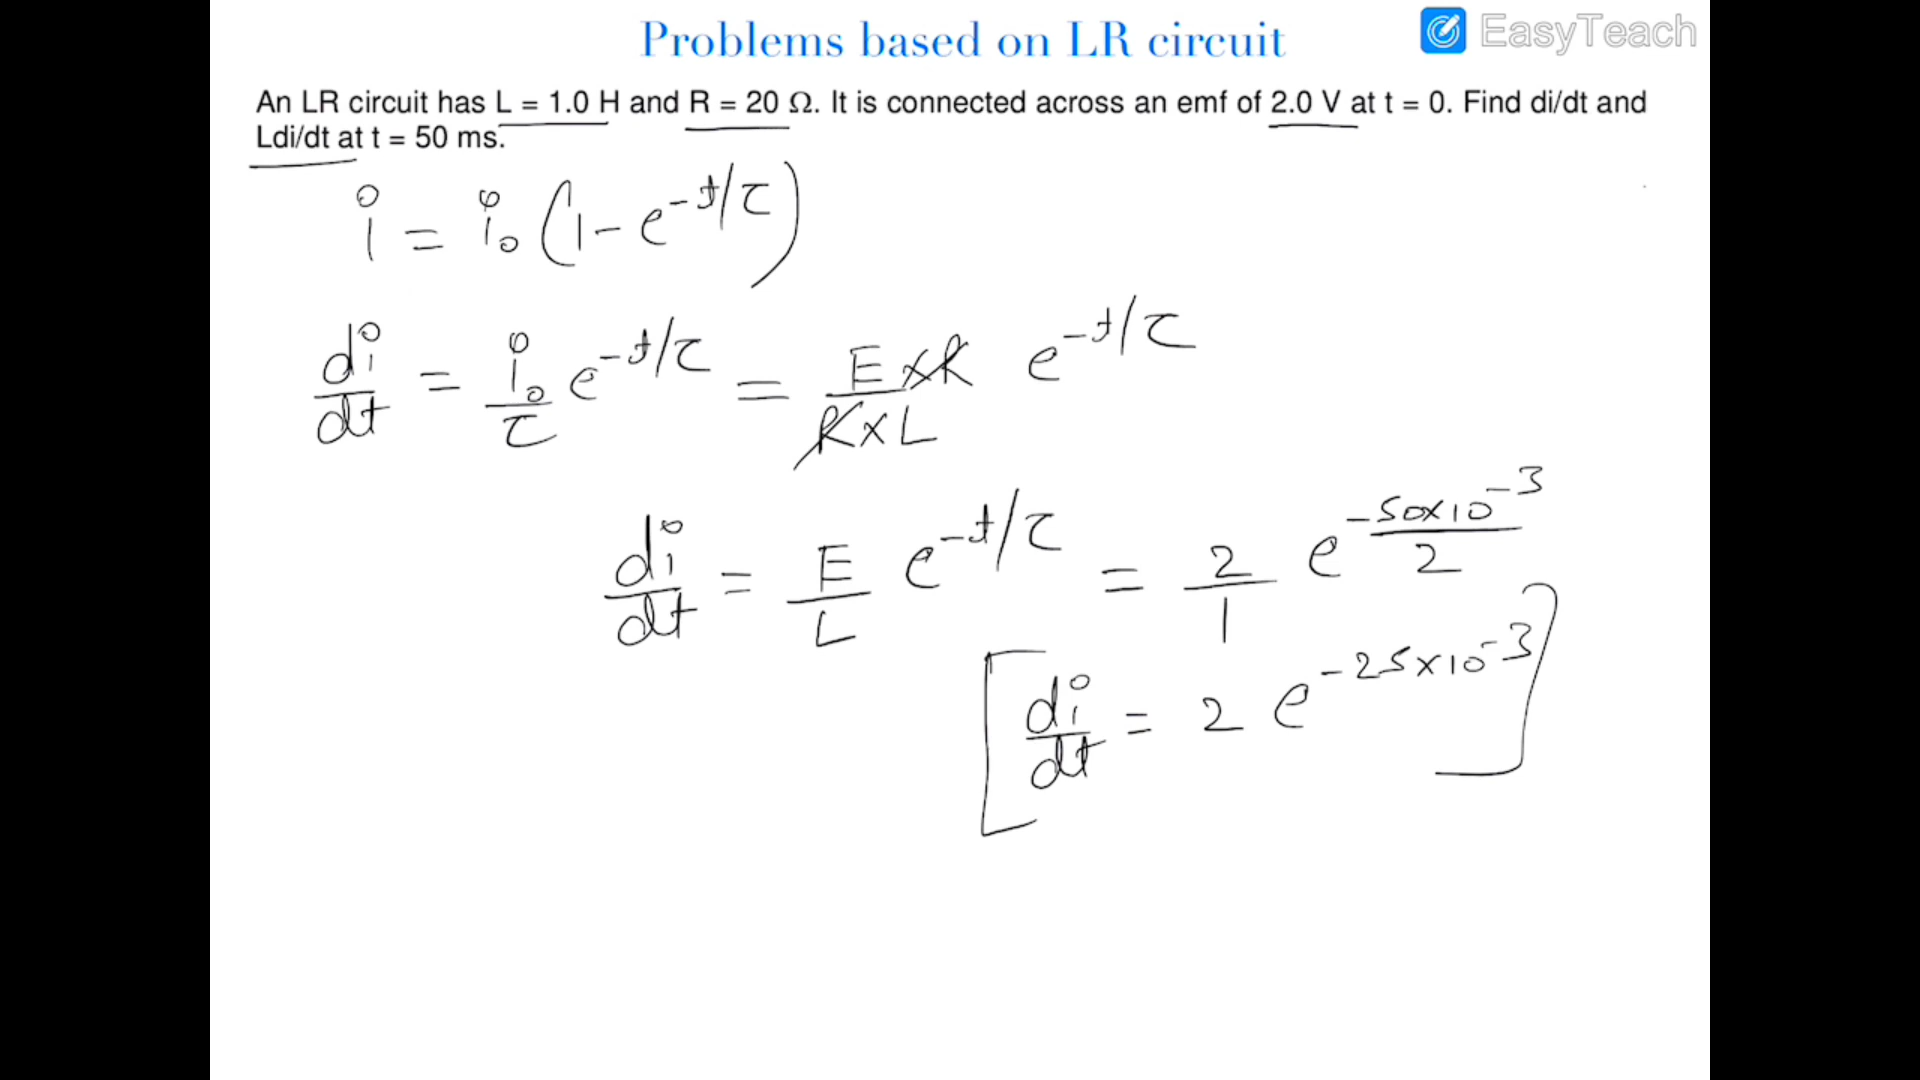 Problems based on LR circuit
EasyTeach
An LR circuit has L = 1.0 H and R = 20 Ω. It is connected across an emf of 2.0 V at t = 0. Find di/dt and
Ldi/dt at t = 50 ms.
i = i₀ (1 - e^{-t/τ})
di/dt = i₀/τ e^{-t/τ} = E×R/R×L e^{-t/τ}
di/dt = E/L e^{-t/τ} = 2/1 e^{-50×10^{-3}/2}
[di/dt = 2 e^{-25×10^{-3}}]